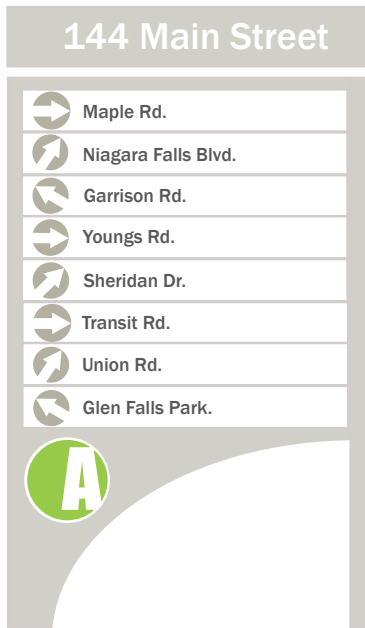 144 Main Street
Maple Rd.
Niagara Falls Blvd.
Garrison Rd.
Youngs Rd.
Sheridan Dr.
Transit Rd.
Union Rd.
Glen Falls Park.
A